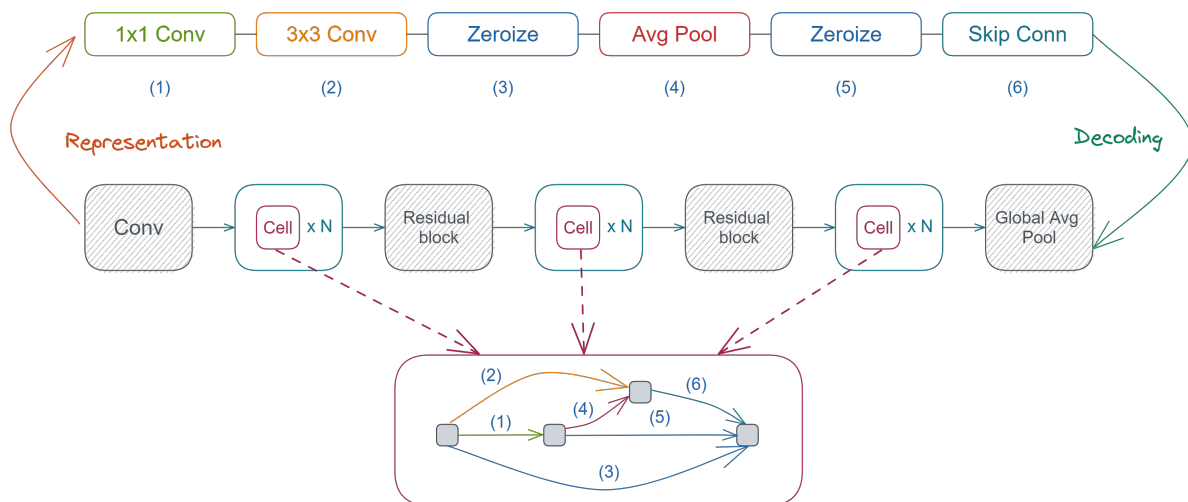 1x1 Conv
3x3 Conv
Zeroize
Avg Pool
Zeroize
Skip Conn
(1)
(2)
(3)
(4)
(5)
(6)
Representation
Decoding
Conv
Cell
x N
Residual
block
Cell
x N
Residual
block
Cell
x N
Global Avg
Pool
(2)
(6)
(4)
(5)
(1)
(3)